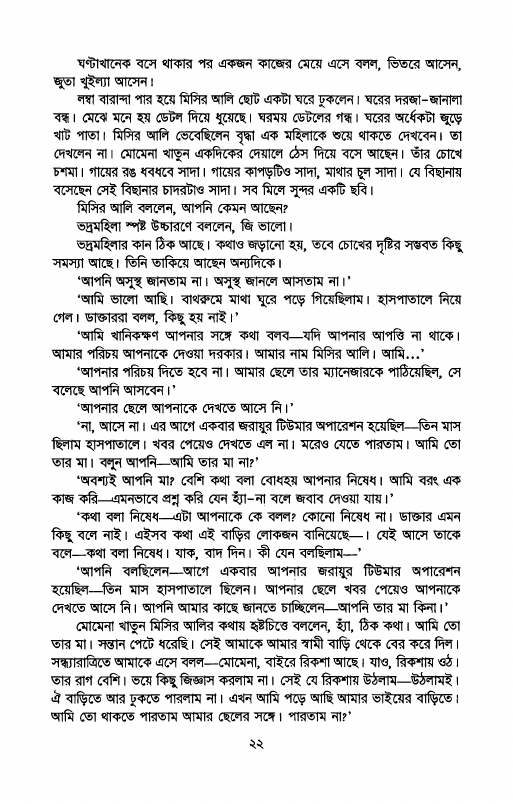 ঘণ্টাখানেক বসে থাকার পর একজন কাজের মেয়ে এসে বলল, ভিতরে আসেন,
জুতা খুইল্যা আসেন।
লম্বা বারান্দা পার হয়ে মিসির আলি ছোট একটা ঘরে ঢুকলেন। ঘরের দরজা-জানালা
বন্ধ। মেঝে মনে হয় ডেটল দিয়ে ধুয়েছে। ঘরময় ডেটলের গন্ধ। ঘরের অর্ধেকটা জুড়ে
খাট পাতা। মিসির আলি ভেবেছিলেন বৃদ্ধা এক মহিলাকে শুয়ে থাকতে দেখবেন। তা
দেখলেন না। মোমেনা খাতুন একদিকের দেয়ালে ঠেস দিয়ে বসে আছেন। তাঁর চোখে
চশমা। গায়ের রঙ ধবধবে সাদা। গায়ের কাপড়টিও সাদা, মাথার চুল সাদা। যে বিছানায়
বসেছেন সেই বিছানার চাদরটাও সাদা। সব মিলে সুন্দর একটি ছবি।
মিসির আলি বললেন, আপনি কেমন আছেন?
ভদ্রমহিলা স্পষ্ট উচ্চারণে বললেন, জি ভালো।
ভদ্রমহিলার কান ঠিক আছে। কথাও জড়ানো হয়, তবে চোখের দৃষ্টির সম্ভবত কিছু
সমস্যা আছে। তিনি তাকিয়ে আছেন অন্যদিকে।
‘আপনি অসুস্থ জানতাম না। অসুস্থ জানলে আসতাম না।’
‘আমি ভালো আছি। বাথরুমে মাথা ঘুরে পড়ে গিয়েছিলাম। হাসপাতালে নিয়ে
গেল। ডাক্তাররা বলল, কিছু হয় নাই।’
‘আমি খানিকক্ষণ আপনার সঙ্গে কথা বলব—যদি আপনার আপত্তি না থাকে।
আমার পরিচয় আপনাকে দেওয়া দরকার। আমার নাম মিসির আলি। আমি...’
‘আপনার পরিচয় দিতে হবে না। আমার ছেলে তার ম্যানেজারকে পাঠিয়েছিল, সে
বলেছে আপনি আসবেন।’
‘আপনার ছেলে আপনাকে দেখতে আসে নি।’
‘না, আসে না। এর আগে একবার জরায়ুর টিউমার অপারেশন হয়েছিল—তিন মাস
ছিলাম হাসপাতালে। খবর পেয়েও দেখতে এল না। মরেও যেতে পারতাম। আমি তো
তার মা। বলুন আপনি—আমি তার মা না?’
‘অবশ্যই আপনি মা? বেশি কথা বলা বোধহয় আপনার নিষেধ। আমি বরং এক
কাজ করি—এমনভাবে প্রশ্ন করি যেন হ্যাঁ-না বলে জবাব দেওয়া যায়।’
‘কথা বলা নিষেধ—এটা আপনাকে কে বলল? কোনো নিষেধ না। ডাক্তার এমন
কিছু বলে নাই। এইসব কথা এই বাড়ির লোকজন বানিয়েছে—। যেই আসে তাকে
বলে—কথা বলা নিষেধ। যাক, বাদ দিন। কী যেন বলছিলাম—’
‘আপনি বলছিলেন—আগে একবার আপনার জরায়ুর টিউমার অপারেশন
হয়েছিল—তিন মাস হাসপাতালে ছিলেন। আপনার ছেলে খবর পেয়েও আপনাকে
দেখতে আসে নি। আপনি আমার কাছে জানতে চাচ্ছিলেন—আপনি তার মা কিনা।’
মোমেনা খাতুন মিসির আলির কথায় হৃষ্টচিত্তে বললেন, হ্যাঁ, ঠিক কথা। আমি তো
তার মা। সন্তান পেটে ধরেছি। সেই আমাকে আমার স্বামী বাড়ি থেকে বের করে দিল।
সন্ধ্যারাত্রিতে আমাকে এসে বলল—মোমেনা, বাইরে রিকশা আছে। যাও, রিকশায় ওঠ।
তার রাগ বেশি। ভয়ে কিছু জিজ্ঞাস করলাম না। সেই যে রিকশায় উঠলাম—উঠলামই।
ঐ বাড়িতে আর ঢুকতে পারলাম না। এখন আমি পড়ে আছি আমার ভাইয়ের বাড়িতে।
আমি তো থাকতে পারতাম আমার ছেলের সঙ্গে। পারতাম না?’
২২